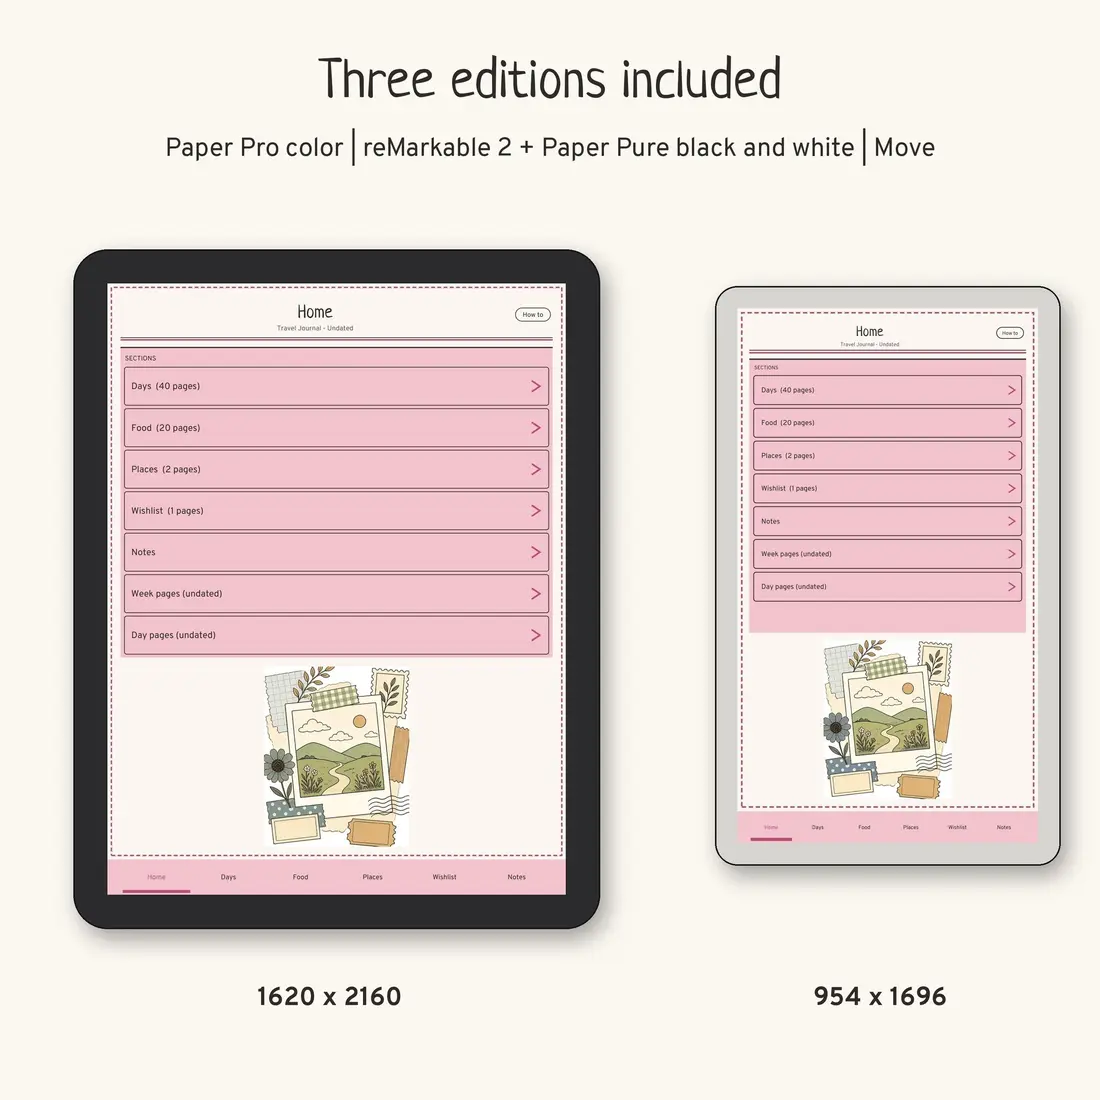 Three editions included
Paper Pro color | reMarkable 2 + Paper Pure black and white | Move
Home
Travel Journal - Undated
How to
SECTIONS
Days (40 pages)
Food (20 pages)
Places (2 pages)
Wishlist (1 pages)
Notes
Week pages (undated)
Day pages (undated)
Home Days Food Places Wishlist Notes
1620 x 2160
Home
Travel Journal - Undated
How to
SECTIONS
Days (40 pages)
Food (20 pages)
Places (2 pages)
Wishlist (1 pages)
Notes
Week pages (undated)
Day pages (undated)
Home Days Food Places Wishlist Notes
954 x 1696